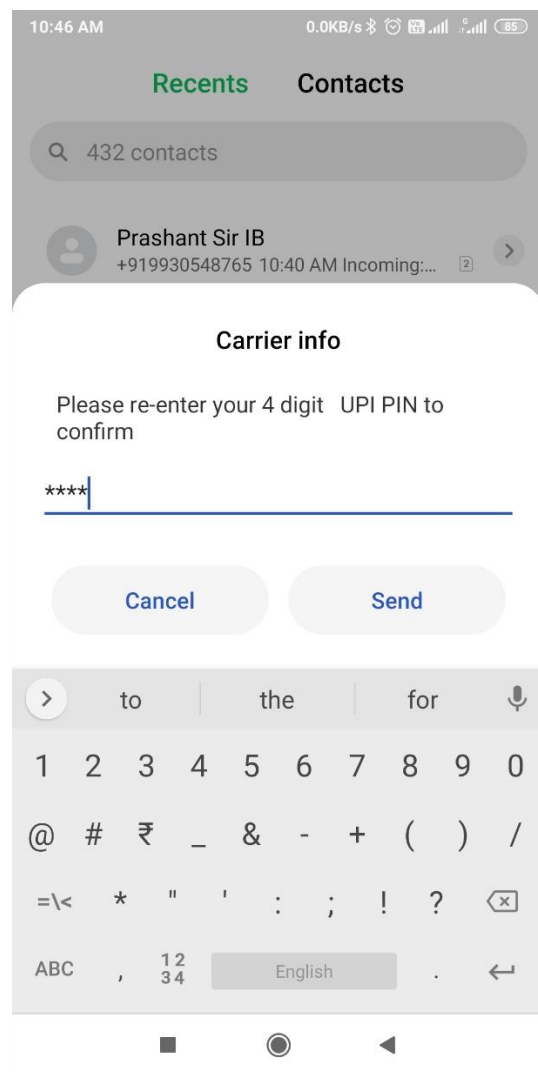 10:46 AM 0.0KB/s Vo LTE G 85
Recents Contacts
432 contacts
Prashant Sir IB
+919930548765 10:40 AM Incoming:... 2
Carrier info
Please re-enter your 4 digit UPI PIN to
confirm
****
Cancel Send
to the for
1 2 3 4 5 6 7 8 9 0
@ # ₹ _ & - + ( ) /
=\< * " ' : ; ! ?
ABC , 12 34 English .